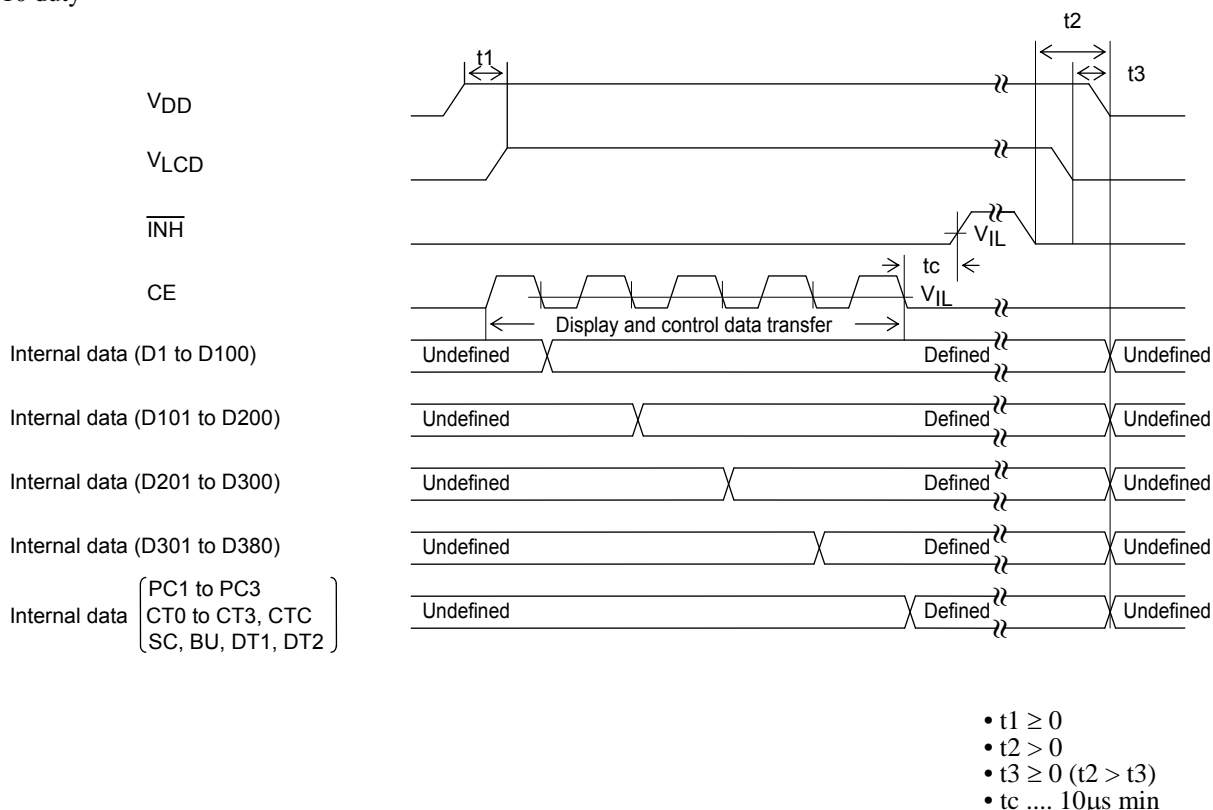 t2
t1
t3
VDD
VLCD
INH
VIL
tc
CE
VIL
Display and control data transfer
Internal data (D1 to D100) Undefined Defined Undefined
Internal data (D101 to D200) Undefined Defined Undefined
Internal data (D201 to D300) Undefined Defined Undefined
Internal data (D301 to D380) Undefined Defined Undefined
PC1 to PC3
Internal data CT0 to CT3, CTC Undefined Defined Undefined
SC, BU, DT1, DT2
• t1 ≥ 0
• t2 > 0
• t3 ≥ 0 (t2 > t3)
• tc .... 10μs min